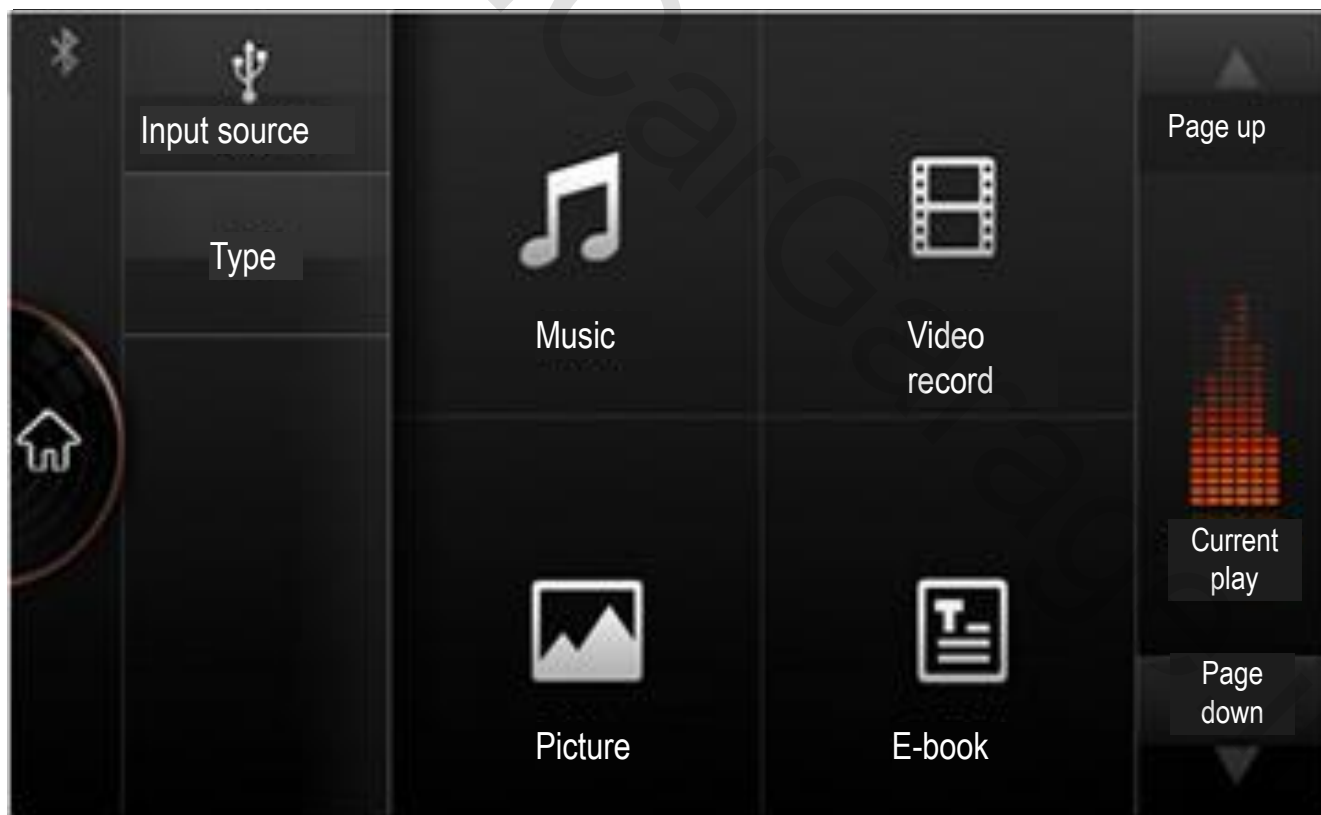 Input source
Type
Music
Video
record
Picture
E-book
Page up
Current
play
Page
down